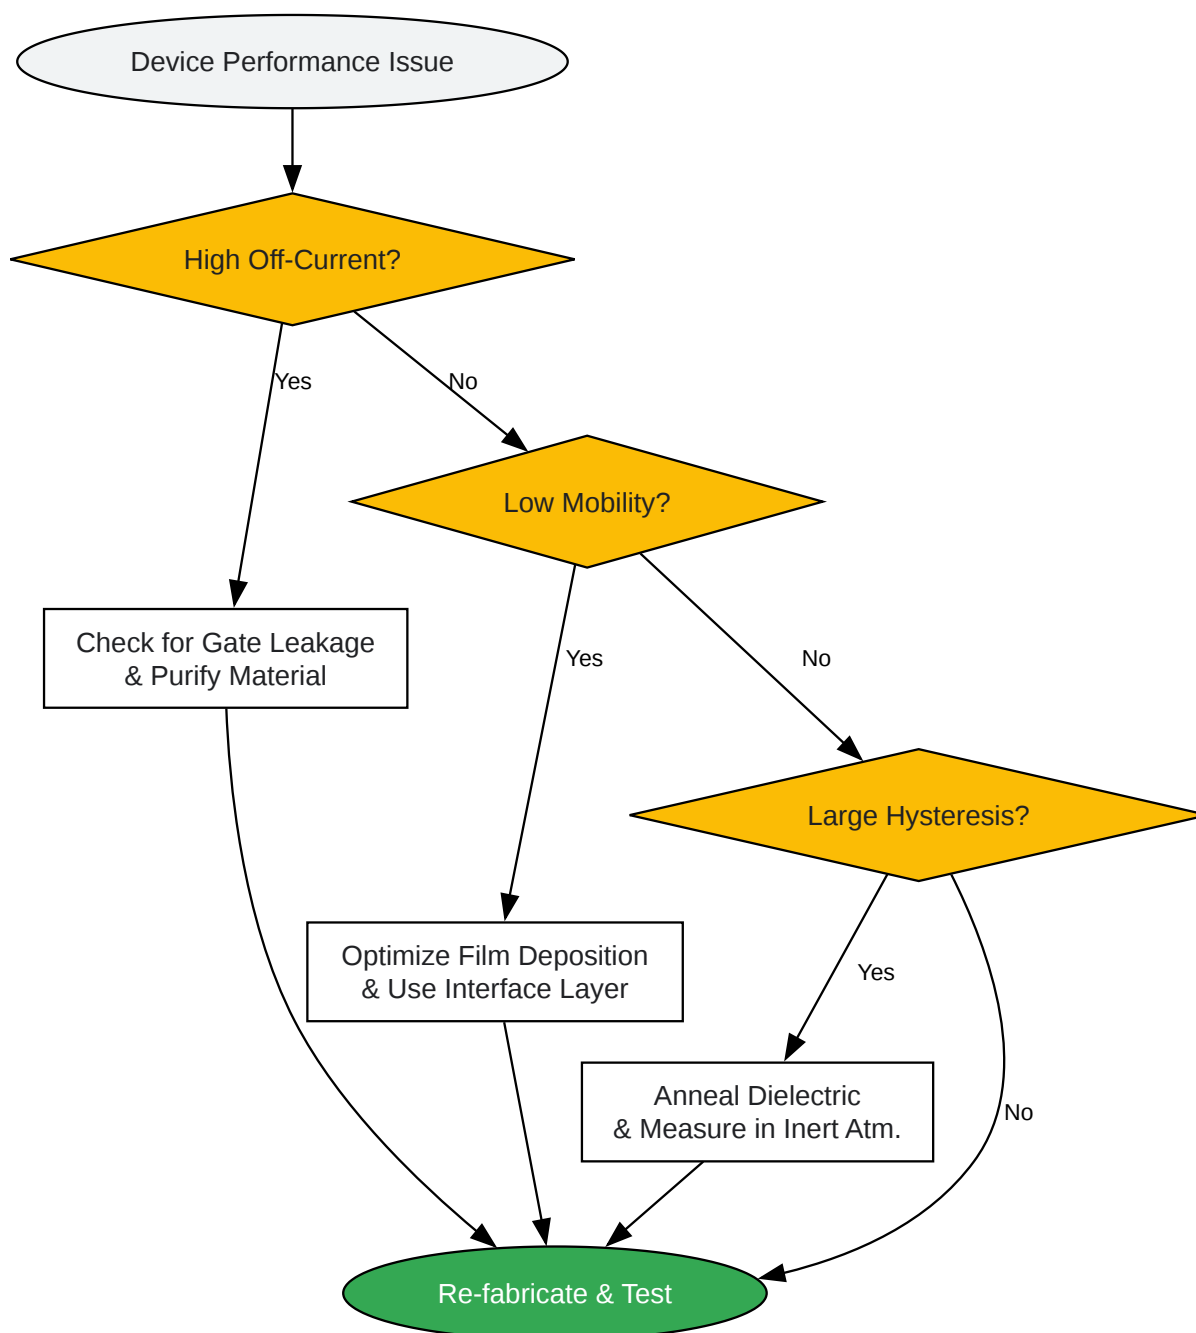 Device Performance Issue
High Off-Current?
Yes
No
Low Mobility?
Check for Gate Leakage
& Purify Material
Yes
No
Large Hysteresis?
Optimize Film Deposition
& Use Interface Layer
Yes
Anneal Dielectric
& Measure in Inert Atm.
No
Re-fabricate & Test